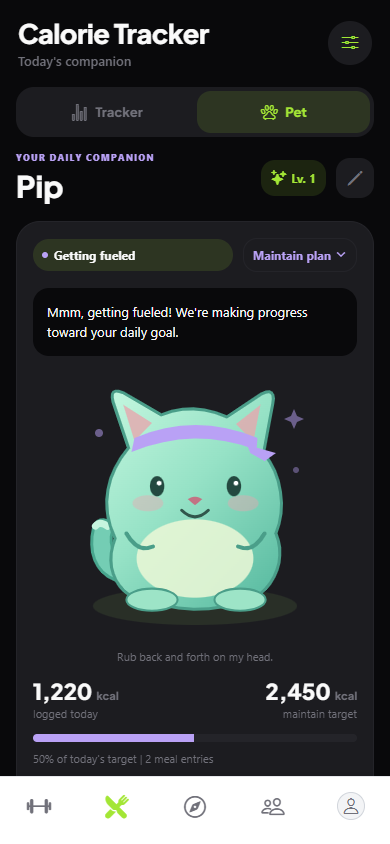 Calorie Tracker
Today's companion
Tracker
Pet
YOUR DAILY COMPANION
Pip
Lv. 1
Getting fueled
Maintain plan
Mmm, getting fueled! We're making progress
toward your daily goal.
Rub back and forth on my head.
1,220 kcal
2,450 kcal
logged today
maintain target
50% of today's target | 2 meal entries